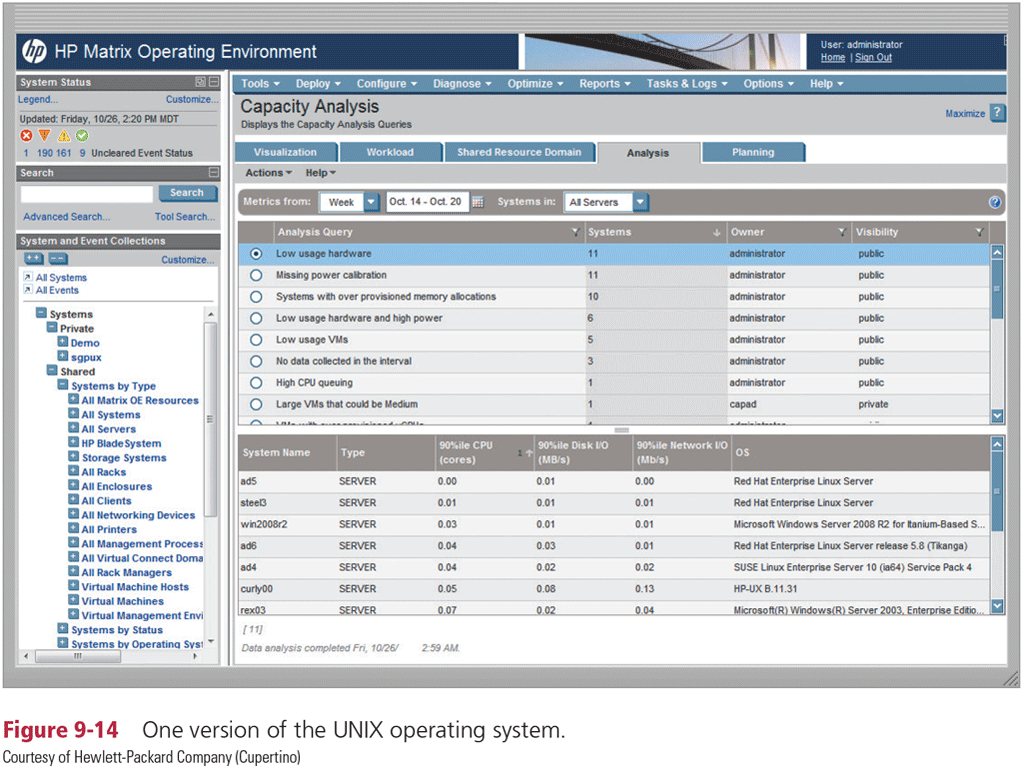 hp HP Matrix Operating Environment
User: administrator
Home | Sign Out
System Status
Legend... Customize...
Updated: Friday, 10/26, 2:20 PM MDT
1 190 161 9 Uncleared Event Status
Search
Search
Advanced Search... Tool Search...
System and Event Collections
Customize...
All Systems
All Events
Systems
Private
Demo
sgpux
Shared
Systems by Type
All Matrix OE Resources
All Systems
All Servers
HP BladeSystem
Storage Systems
All Racks
All Enclosures
All Clients
All Networking Devices
All Printers
All Management Process
All Virtual Connect Doma
All Rack Managers
Virtual Machine Hosts
Virtual Machines
Virtual Management Envi
Systems by Status
Systems by Operating Syst
Tools Deploy Configure Diagnose Optimize Reports Tasks & Logs Options Help
Capacity Analysis
Displays the Capacity Analysis Queries
Maximize ?
Visualization Workload Shared Resource Domain Analysis Planning
Actions Help
Metrics from: Week Oct. 14 - Oct. 20 Systems in: All Servers ?
Analysis Query Systems Owner Visibility
Low usage hardware 11 administrator public
Missing power calibration 11 administrator public
Systems with over provisioned memory allocations 10 administrator public
Low usage hardware and high power 6 administrator public
Low usage VMs 5 administrator public
No data collected in the interval 3 administrator public
High CPU queuing 1 administrator public
Large VMs that could be Medium 1 capad private
System Name Type 90%ile CPU (cores) 1 90%ile Disk I/O (MB/s) 90%ile Network I/O (Mb/s) OS
ad5 SERVER 0.00 0.01 0.00 Red Hat Enterprise Linux Server
steel3 SERVER 0.01 0.01 0.01 Red Hat Enterprise Linux Server
win2008r2 SERVER 0.03 0.01 0.01 Microsoft Windows Server 2008 R2 for Itanium-Based S...
ad6 SERVER 0.04 0.03 0.01 Red Hat Enterprise Linux Server release 5.8 (Tikanga)
ad4 SERVER 0.04 0.02 0.02 SUSE Linux Enterprise Server 10 (ia64) Service Pack 4
curly00 SERVER 0.05 0.08 0.13 HP-UX B.11.31
rex03 SERVER 0.07 0.02 0.04 Microsoft(R) Windows(R) Server 2003, Enterprise Editio...
[ 11]
Data analysis completed Fri, 10/26/ 2:59 AM.
Figure 9-14 One version of the UNIX operating system.
Courtesy of Hewlett-Packard Company (Cupertino)